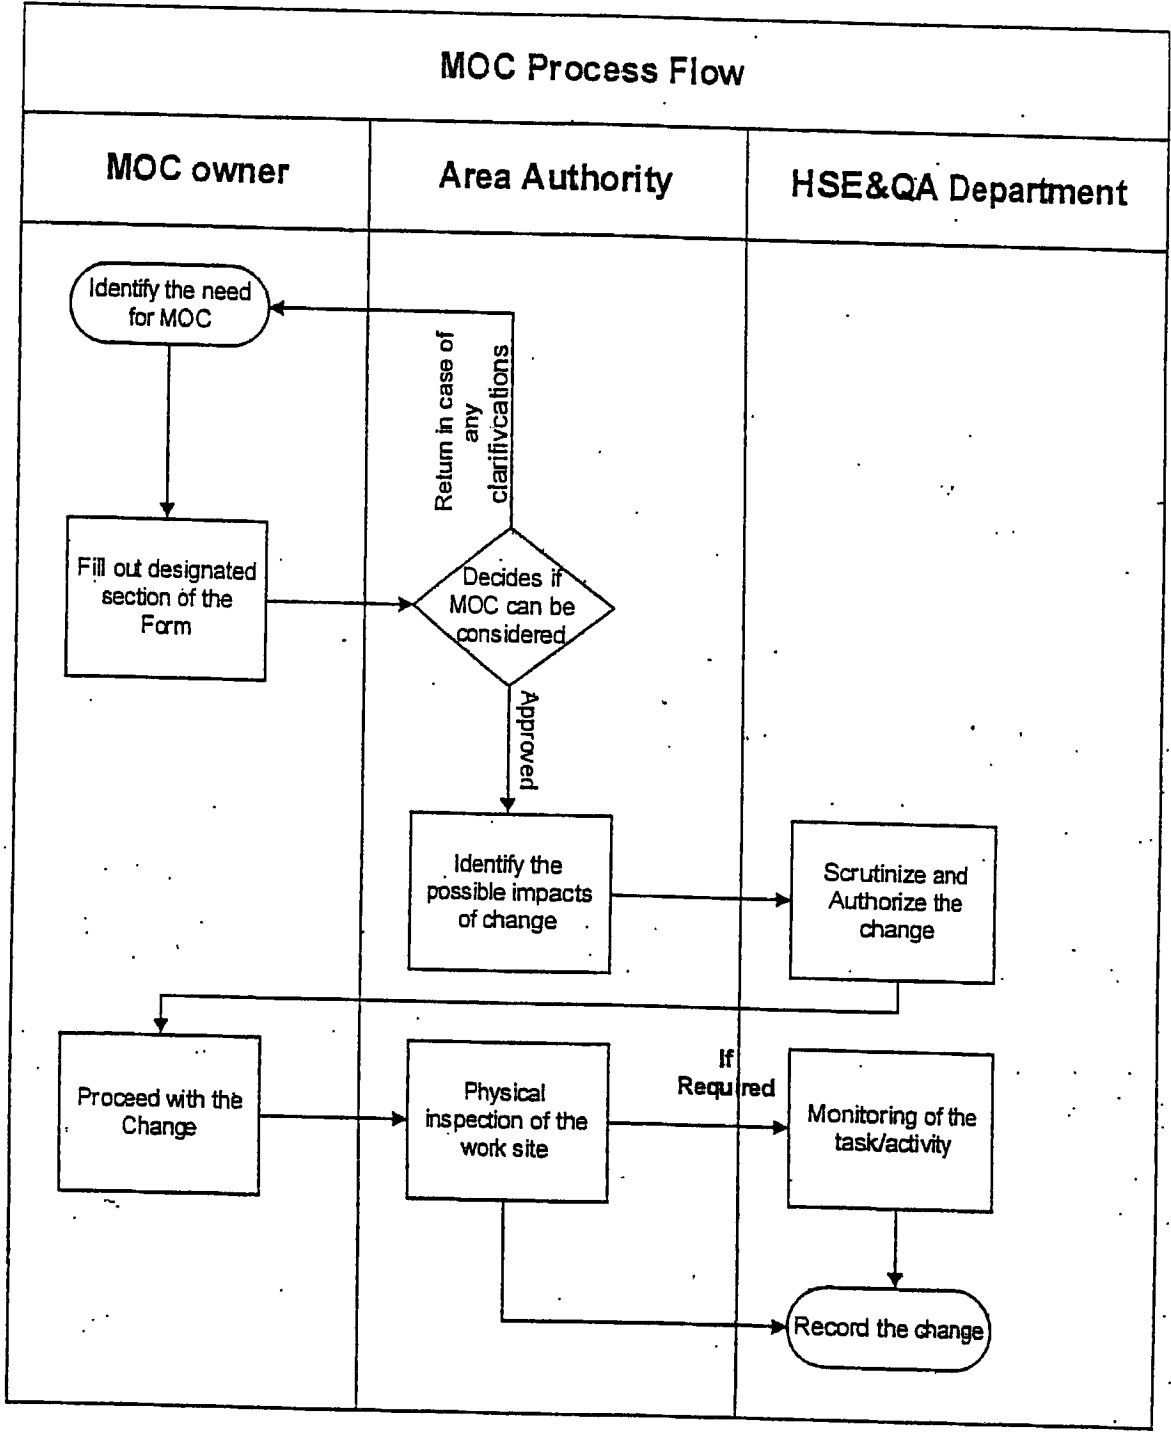 MOC Process Flow
MOC owner
Area Authority
HSE&QA Department
Identify the need
for MOC
Return in case of
any
clarifivcations
Fill out designated
section of the
Form
Decides if
MOC can be
considered
Approved
Identify the
possible impacts
of change
Scrutinize and
Authorize the
change
Proceed with the
Change
Physical
inspection of the
work site
If
Required
Monitoring of the
task/activity
Record the change